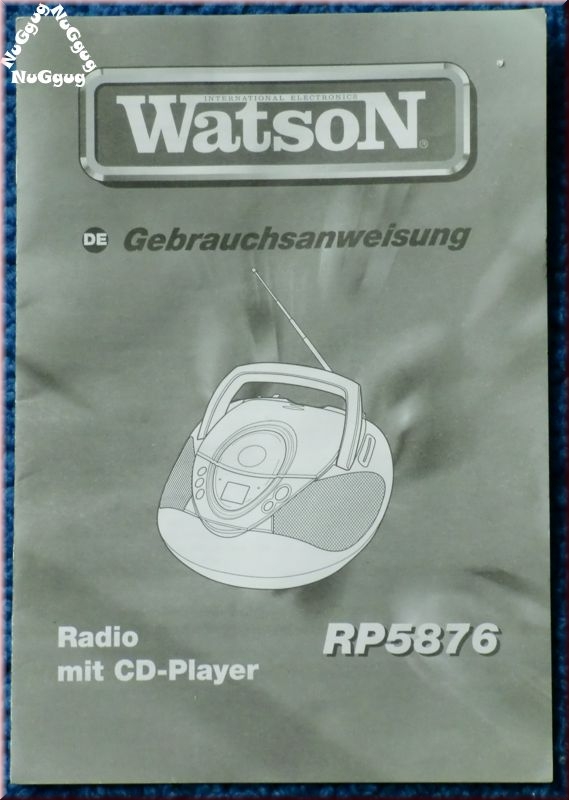 NuGgug
NuGgug
NuGgug
INTERNATIONAL ELECTRONICS
WatsoN®
DE Gebrauchsanweisung
Radio
mit CD-Player
RP5876